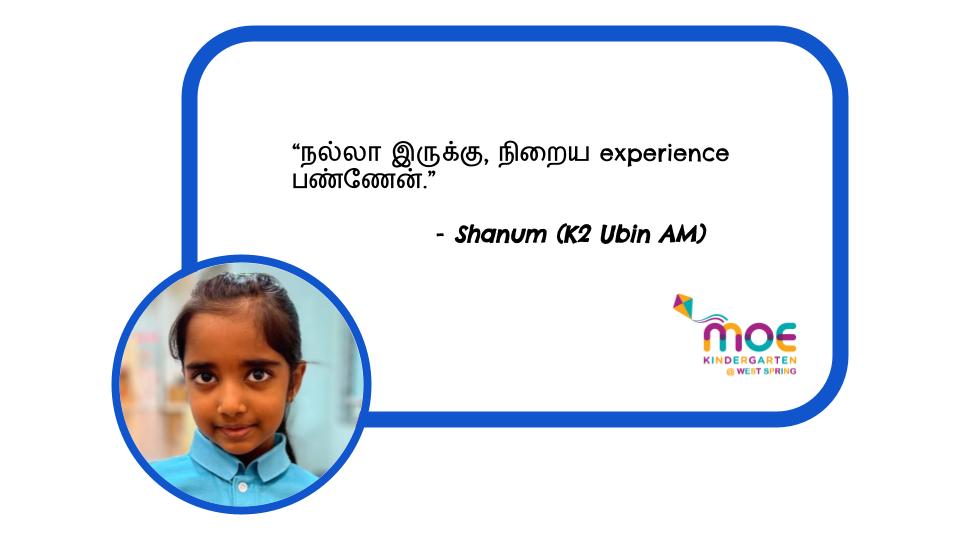 “நல்லா இருக்கு, நிறைய experience
பண்ணேன்.”
- Shanum (K2 Ubin AM)
moe
KINDERGARTEN
@ WEST SPRING